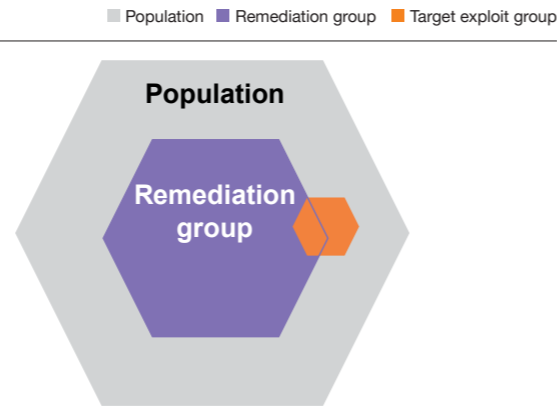 Population Remediation group Target exploit group
Population
Remediation
group